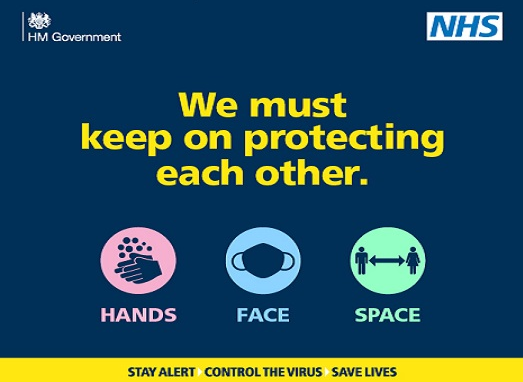 HM Government
NHS
We must
keep on protecting
each other.
HANDS
FACE
SPACE
STAY ALERT › CONTROL THE VIRUS › SAVE LIVES